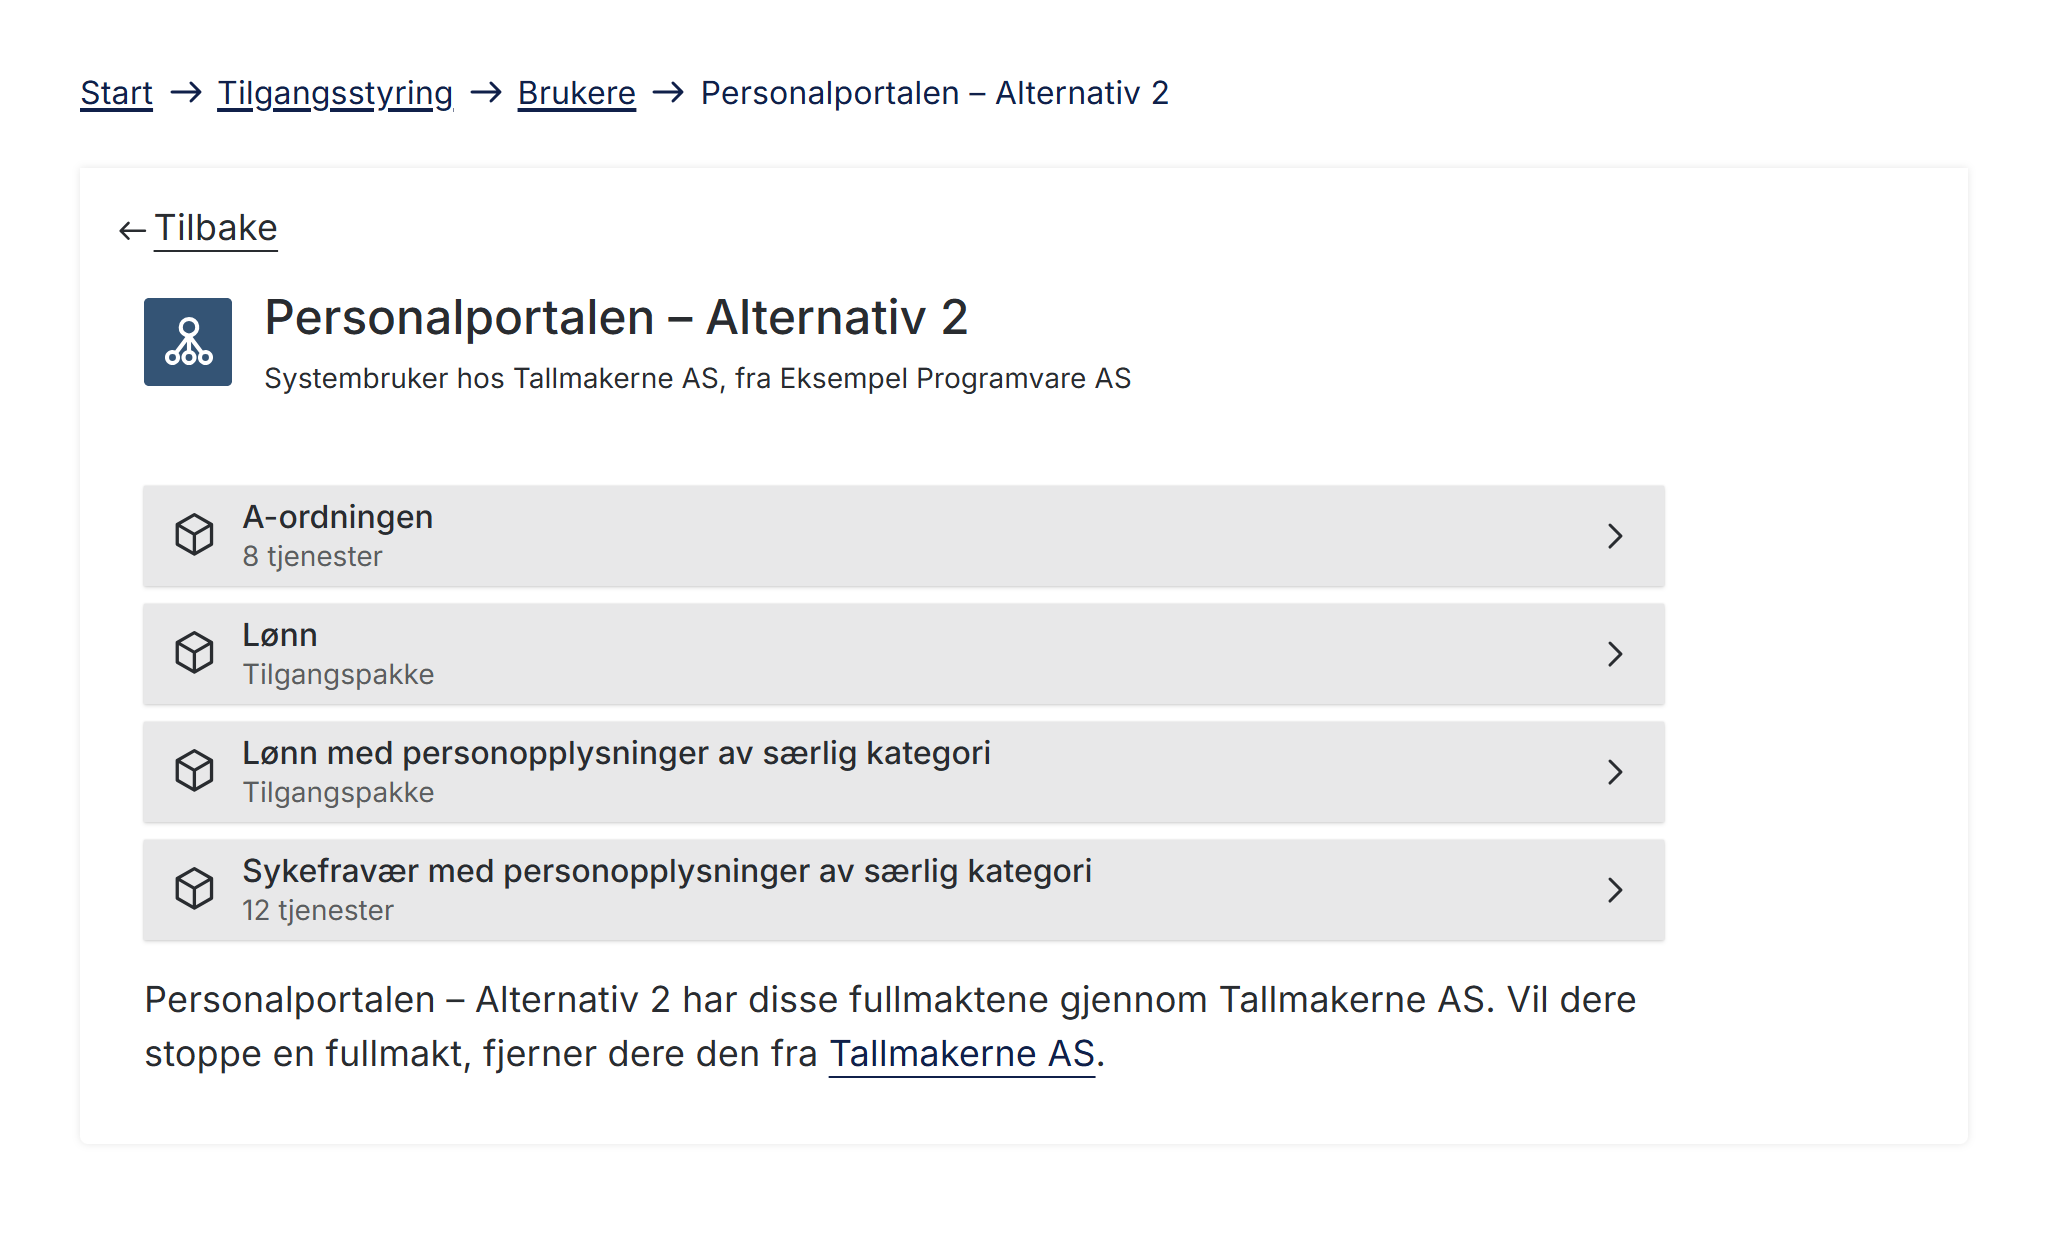 Start → Tilgangsstyring → Brukere → Personalportalen – Alternativ 2
← Tilbake
Personalportalen – Alternativ 2
Systembruker hos Tallmakerne AS, fra Eksempel Programvare AS
A-ordningen
8 tjenester
Lønn
Tilgangspakke
Lønn med personopplysninger av særlig kategori
Tilgangspakke
Sykefravær med personopplysninger av særlig kategori
12 tjenester
Personalportalen – Alternativ 2 har disse fullmaktene gjennom Tallmakerne AS. Vil dere
stoppe en fullmakt, fjerner dere den fra Tallmakerne AS.